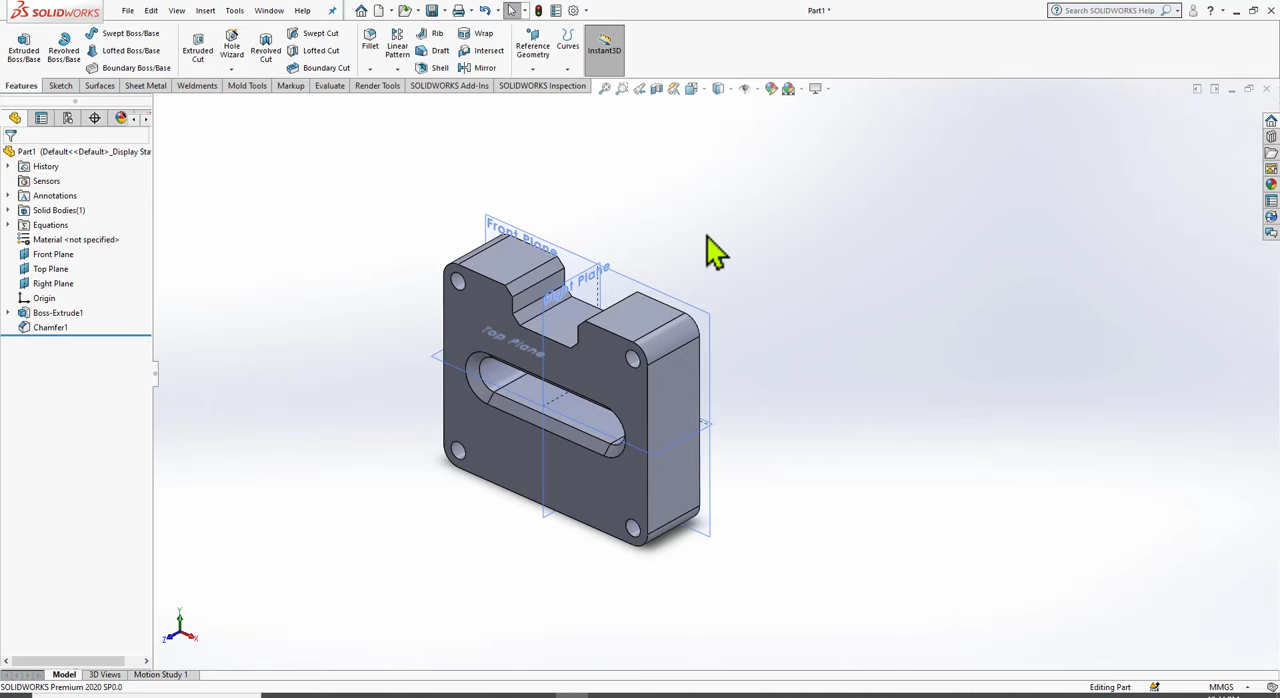 SOLIDWORKS File Edit View Insert Tools Window Help Part1 * Search SOLIDWORKS Help
Extruded Boss/Base
Revolved Boss/Base
Swept Boss/Base
Lofted Boss/Base
Boundary Boss/Base
Extruded Cut
Hole Wizard
Revolved Cut
Swept Cut
Lofted Cut
Boundary Cut
Fillet
Linear Pattern
Rib
Draft
Shell
Wrap
Intersect
Mirror
Reference Geometry
Curves
Instant3D
Features Sketch Surfaces Sheet Metal Weldments Mold Tools Markup Evaluate Render Tools SOLIDWORKS Add-Ins SOLIDWORKS Inspection
Part1 (Default<<Default>_Display Sta
History
Sensors
Annotations
Solid Bodies(1)
Equations
Material <not specified>
Front Plane
Top Plane
Right Plane
Origin
Boss-Extrude1
Chamfer1
Front Plane
Right Plane
Top Plane
Y
Z X
Model 3D Views Motion Study 1
SOLIDWORKS Premium 2020 SP0.0 Editing Part MMGS